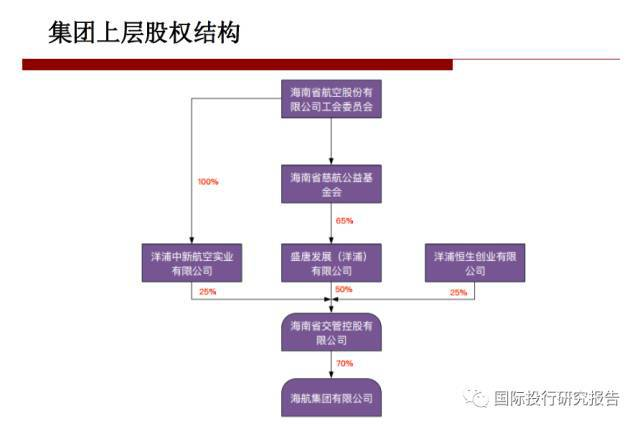 集团上层股权结构
海南省航空股份有
限公司工会委员会
100%
海南省慈航公益基
金会
65%
洋浦中新航空实业
有限公司
盛唐发展（洋浦）
有限公司
洋浦恒生创业有限
公司
25%
50%
25%
海南省交管控股有
限公司
70%
海航集团有限公司
国际投行研究报告